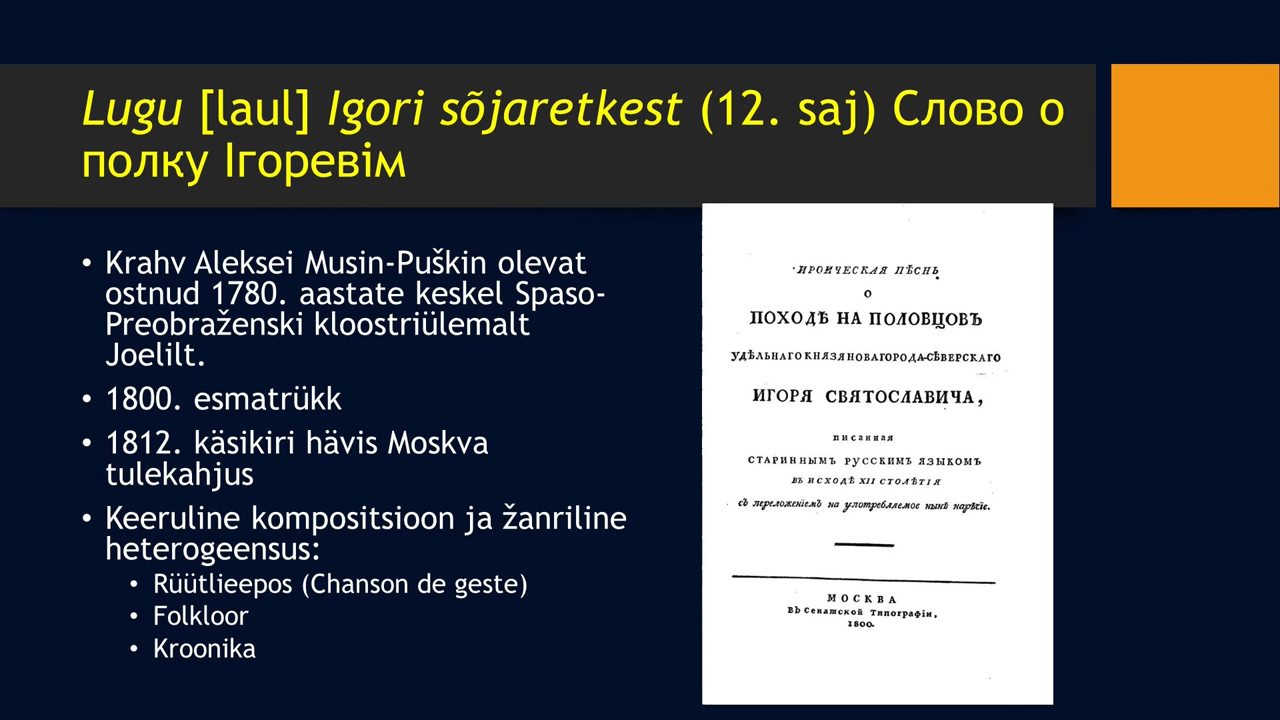 Lugu [laul] Igori sõjaretkest (12. saj) Слово о
полку Ігоревім
• Krahv Aleksei Musin-Puškin olevat
ostnud 1780. aastate keskel Spaso-
Preobraženski kloostriülemalt
Joelilt.
• 1800. esmatrükk
• 1812. käsikiri hävis Moskva
tulekahjus
• Keeruline kompositsioon ja žanriline
heterogeensus:
• Rüütlieepos (Chanson de geste)
• Folkloor
• Kroonika
ИРОИЧЕСКАЯ ПѢСНЬ
О
ПОХОДѢ НА ПОЛОВЦОВЪ
УДѢЛЬНАГО КНЯЗЯ НОВАГОРОДА-СѢВЕРСКАГО
ИГОРЯ СВЯТОСЛАВИЧА,
писанная
СТАРИННЫМЪ РУССКИМЪ ЯЗЫКОМЪ
ВЪ ИСХОДѢ XII СТОЛѢТІЯ
съ переложеніемъ на употребляемое нынѣ нарѣчіе.
МОСКВА
Въ Сенатской Типографіи,
1800.